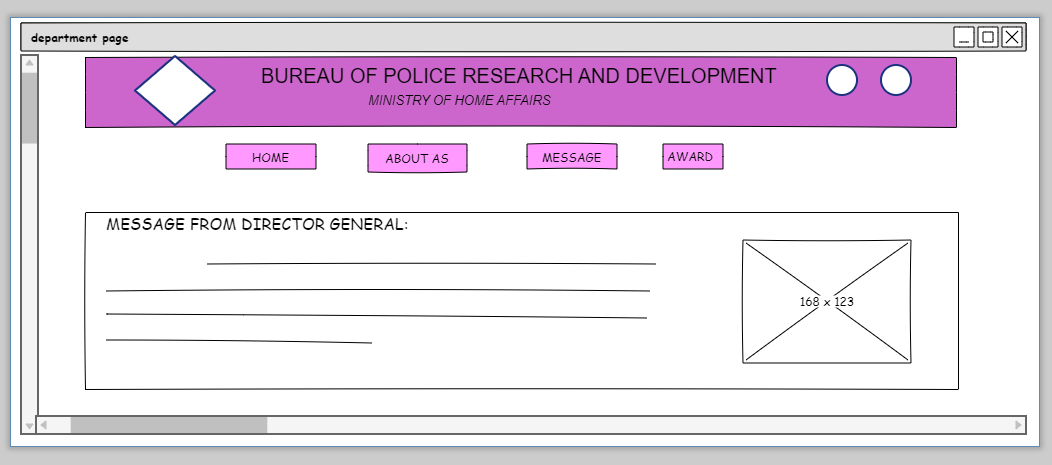 department page
BUREAU OF POLICE RESEARCH AND DEVELOPMENT
MINISTRY OF HOME AFFAIRS
HOME ABOUT AS MESSAGE AWARD
MESSAGE FROM DIRECTOR GENERAL:
168 x 123